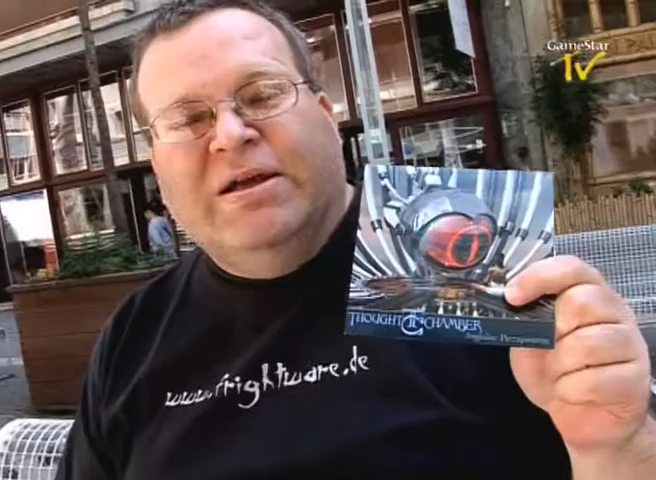 GameStar
TV
THOUGHT CHAMBER
Angular Perceptions
www.frightware.de